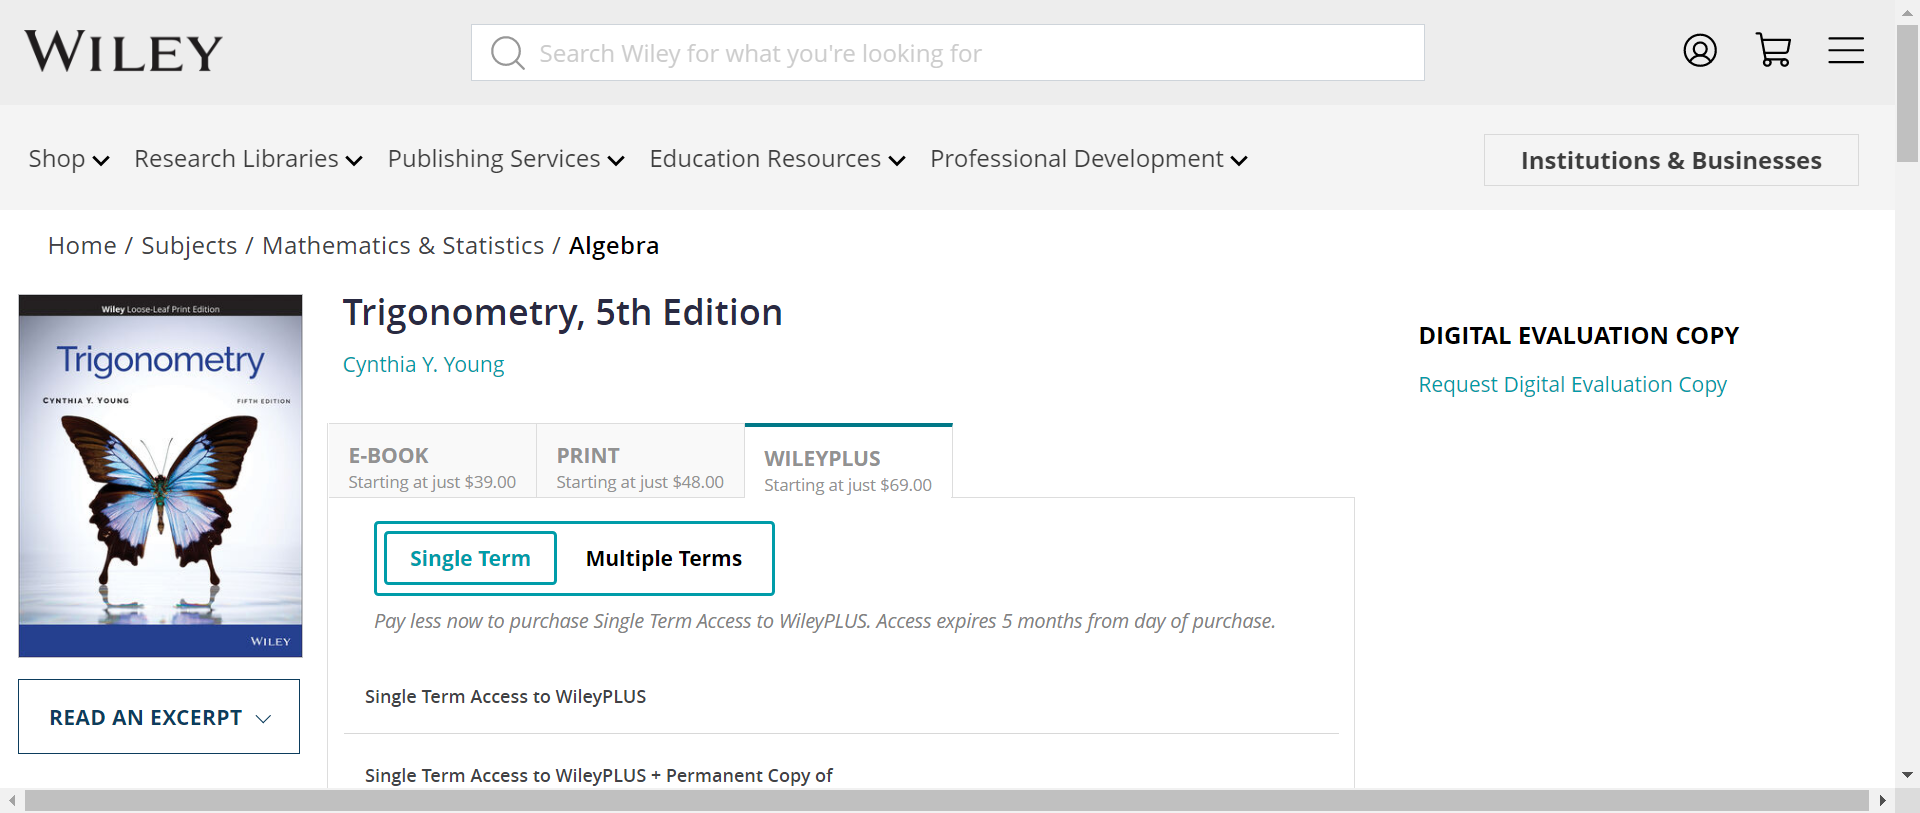 WILEY
Search Wiley for what you're looking for
Shop Research Libraries Publishing Services Education Resources Professional Development
Institutions & Businesses
Home / Subjects / Mathematics & Statistics / Algebra
Wiley Loose-Leaf Print Edition
Trigonometry
CYNTHIA Y. YOUNG
FIFTH EDITION
WILEY
READ AN EXCERPT
Trigonometry, 5th Edition
Cynthia Y. Young
E-BOOK
Starting at just $39.00
PRINT
Starting at just $48.00
WILEYPLUS
Starting at just $69.00
Single Term
Multiple Terms
Pay less now to purchase Single Term Access to WileyPLUS. Access expires 5 months from day of purchase.
Single Term Access to WileyPLUS
Single Term Access to WileyPLUS + Permanent Copy of
DIGITAL EVALUATION COPY
Request Digital Evaluation Copy